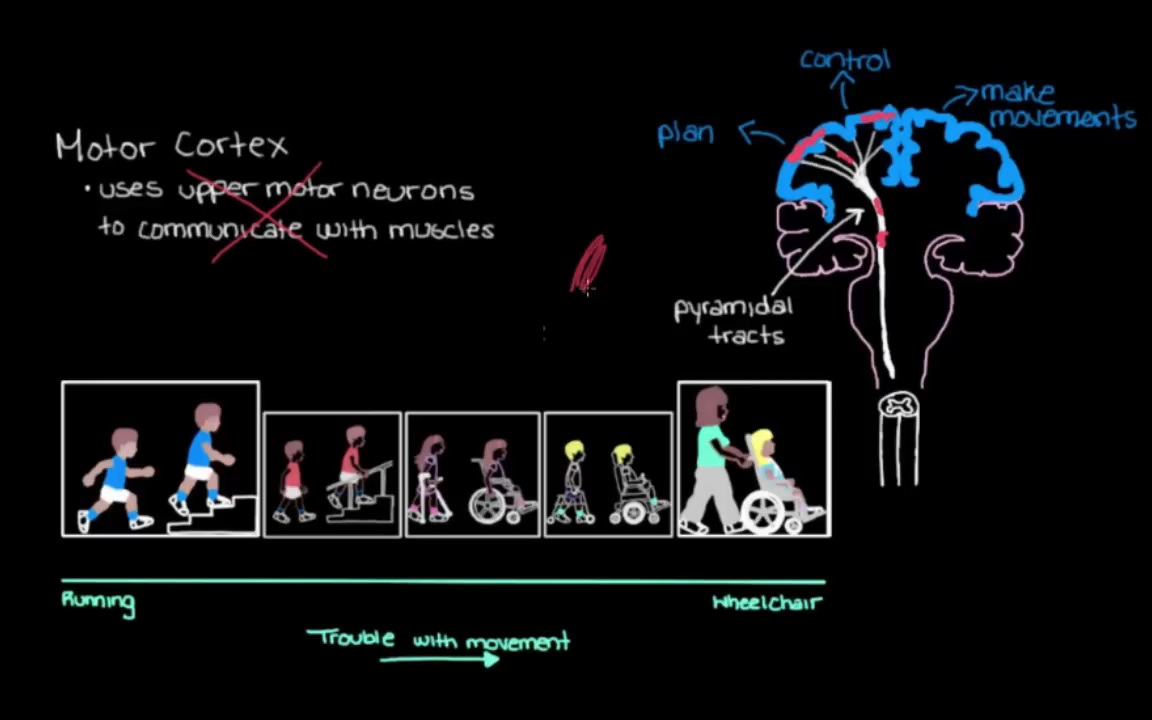 control
make
movements
plan
Motor Cortex
• uses upper motor neurons
to communicate with muscles
pyramidal
tracts
Running
Wheelchair
Trouble with movement